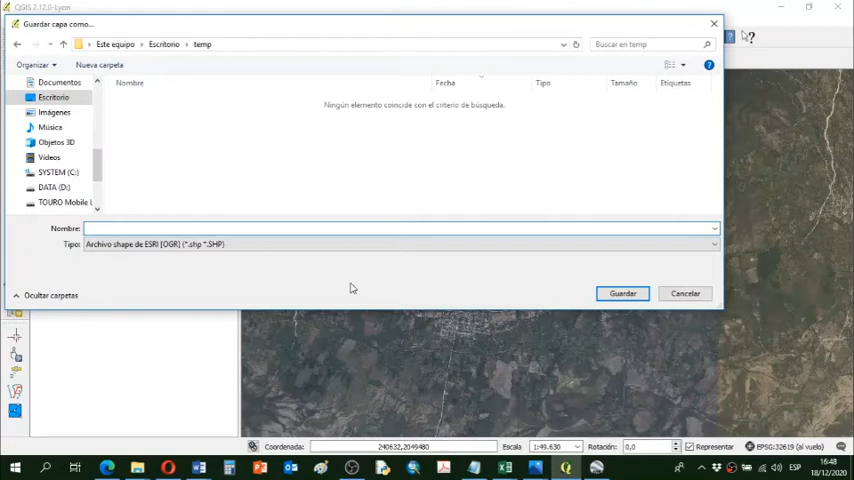 QGIS 2.12.0-Lyon
Guardar capa como...
Este equipo > Escritorio > temp
Buscar en temp
Organizar
Nueva carpeta
Documentos
Escritorio
Imágenes
Música
Objetos 3D
Vídeos
SYSTEM (C:)
DATA (D:)
TOURO Mobile U
Nombre
Fecha
Tipo
Tamaño
Etiquetas
Ningún elemento coincide con el criterio de búsqueda.
Nombre:
Tipo: Archivo shape de ESRI [OGR] (*.shp *.SHP)
Ocultar carpetas
Guardar
Cancelar
Coordenada: 240632,2049480 Escala 1:49.630 Rotación: 0,0 Representar EPSG:32619 (al vuelo)
ESP
16:48
18/12/2020